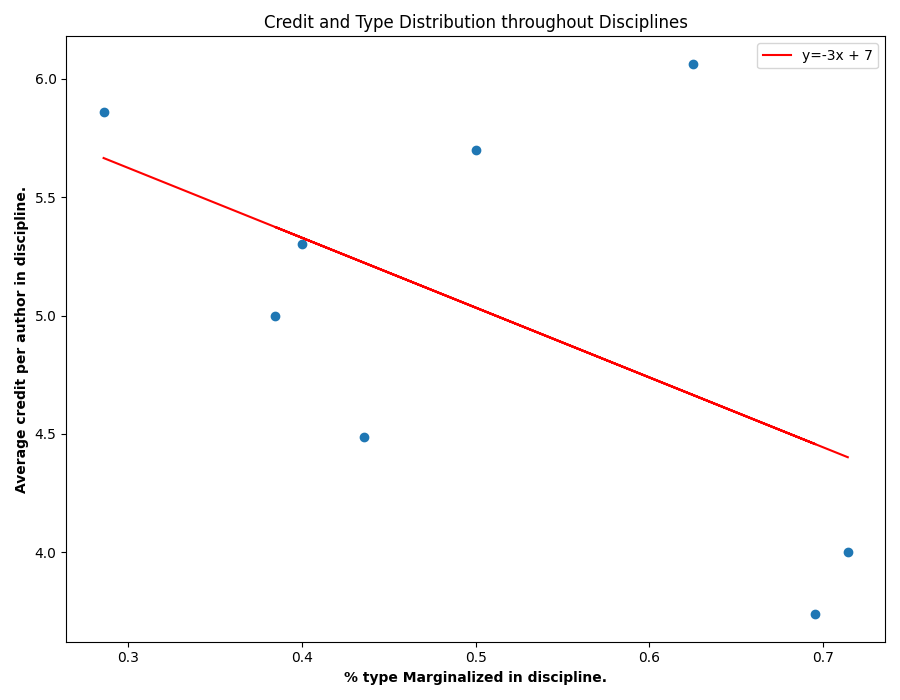 Credit and Type Distribution throughout Disciplines
y=-3x + 7
6.0
5.5
5.0
4.5
4.0
Average credit per author in discipline.
0.3 0.4 0.5 0.6 0.7
% type Marginalized in discipline.